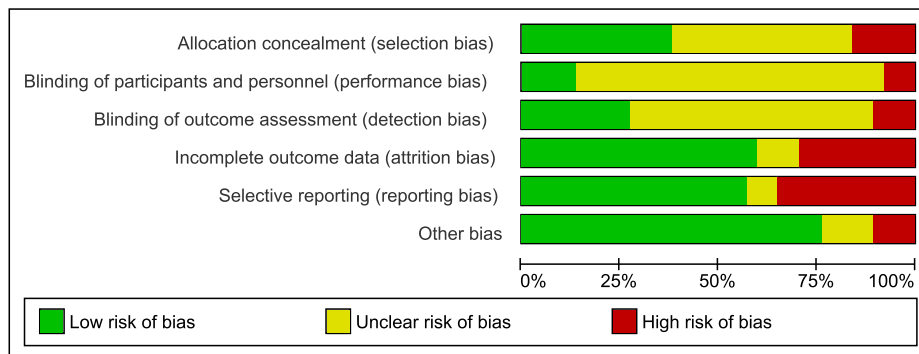 Allocation concealment (selection bias)
Blinding of participants and personnel (performance bias)
Blinding of outcome assessment (detection bias)
Incomplete outcome data (attrition bias)
Selective reporting (reporting bias)
Other bias
0% 25% 50% 75% 100%
Low risk of bias Unclear risk of bias High risk of bias